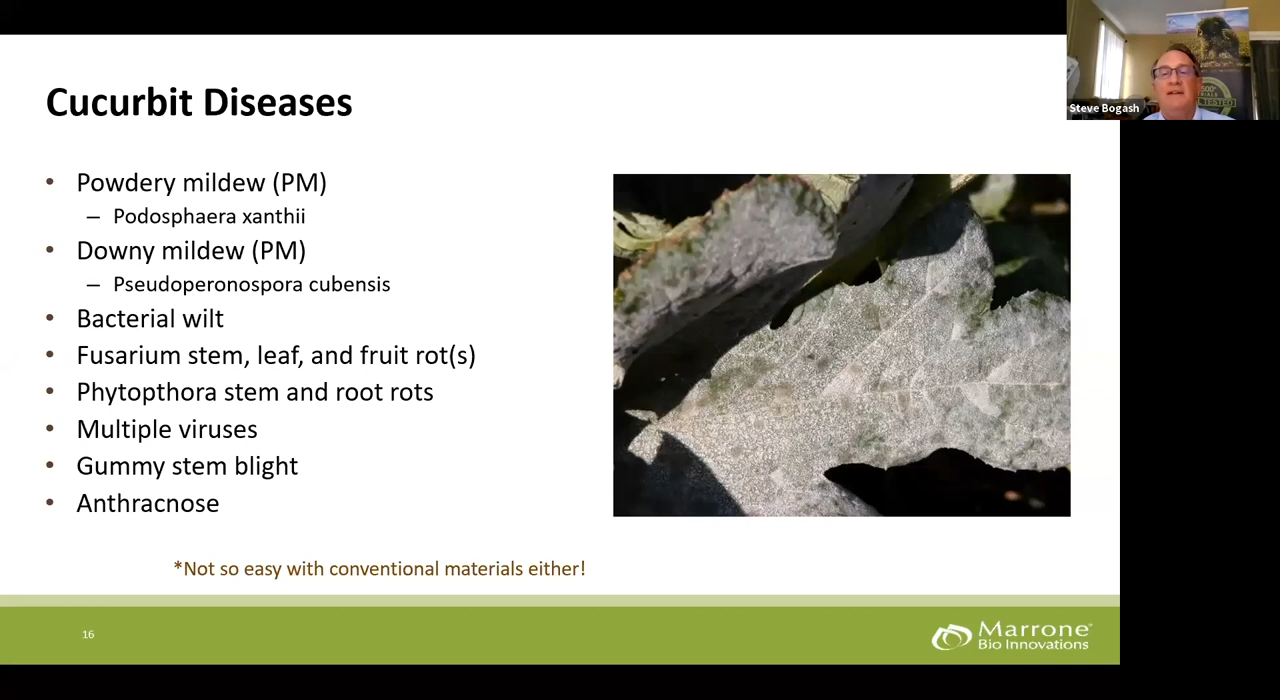 Cucurbit Diseases
• Powdery mildew (PM)
– Podosphaera xanthii
• Downy mildew (PM)
– Pseudoperonospora cubensis
• Bacterial wilt
• Fusarium stem, leaf, and fruit rot(s)
• Phytopthora stem and root rots
• Multiple viruses
• Gummy stem blight
• Anthracnose
*Not so easy with conventional materials either!
16
Marrone
Bio Innovations
Steve Bogash
TESTED